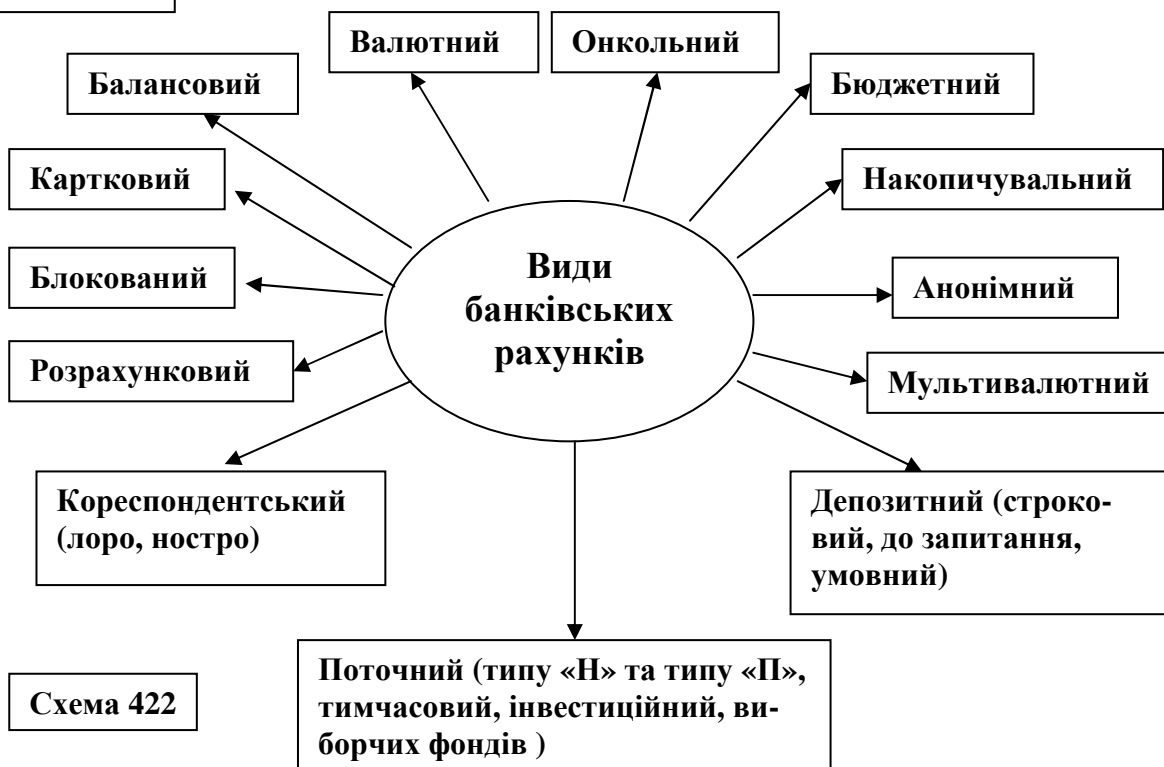 Валютний
Онкольний
Балансовий
Бюджетний
Картковий
Накопичувальний
Види
банківських
рахунків
Блокований
Анонімний
Розрахунковий
Мультивалютний
Кореспондентський
(лоро, ностро)
Депозитний (строко-
вий, до запитання,
умовний)
Поточний (типу «Н» та типу «П»,
тимчасовий, інвестиційний, ви-
борчих фондів )
Схема 422